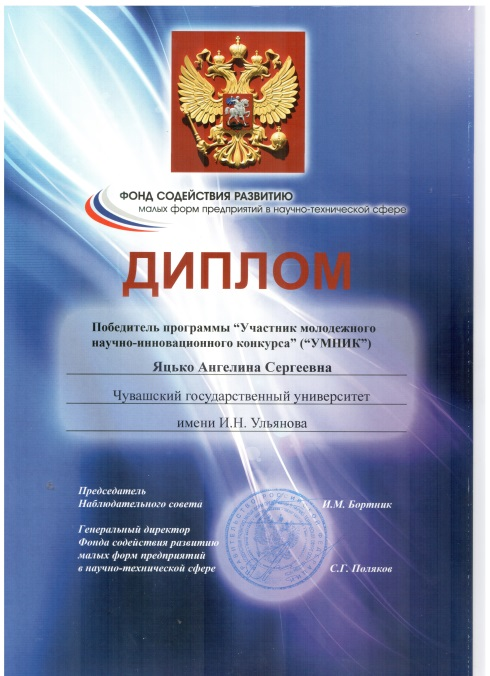 ФОНД СОДЕЙСТВИЯ РАЗВИТИЮ
малых форм предприятий в научно-технической сфере
ДИПЛОМ
Победитель программы “Участник молодежного
научно-инновационного конкурса” (“УМНИК”)
Яцько Ангелина Сергеевна
Чувашский государственный университет
имени И.Н. Ульянова
Председатель
Наблюдательного совета И.М. Бортник
Генеральный директор
Фонда содействия развитию
малых форм предприятий
в научно-технической сфере С.Г. Поляков